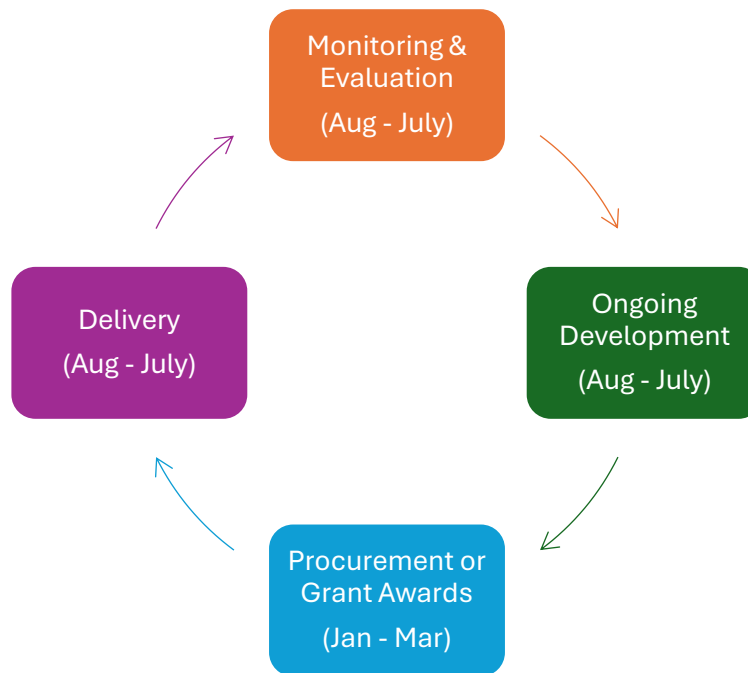 Monitoring &
Evaluation
(Aug - July)
Delivery
(Aug - July)
Ongoing
Development
(Aug - July)
Procurement or
Grant Awards
(Jan - Mar)